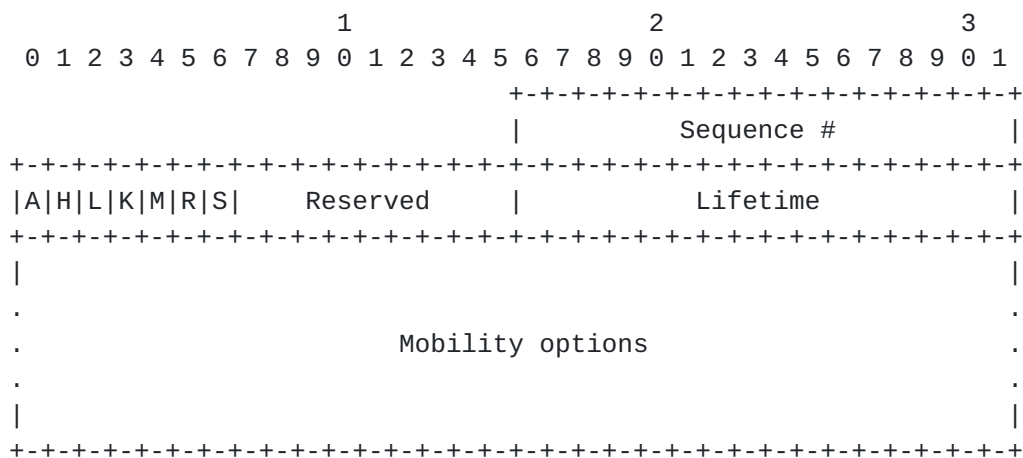 1                   2                   3
 0 1 2 3 4 5 6 7 8 9 0 1 2 3 4 5 6 7 8 9 0 1 2 3 4 5 6 7 8 9 0 1
                                +-+-+-+-+-+-+-+-+-+-+-+-+-+-+-+-+
                                |          Sequence #           |
+-+-+-+-+-+-+-+-+-+-+-+-+-+-+-+-+-+-+-+-+-+-+-+-+-+-+-+-+-+-+-+-+
|A|H|L|K|M|R|S|    Reserved     |           Lifetime            |
+-+-+-+-+-+-+-+-+-+-+-+-+-+-+-+-+-+-+-+-+-+-+-+-+-+-+-+-+-+-+-+-+
|                                                               |
.                                                               .
.                        Mobility options                       .
.                                                               .
|                                                               |
+-+-+-+-+-+-+-+-+-+-+-+-+-+-+-+-+-+-+-+-+-+-+-+-+-+-+-+-+-+-+-+-+